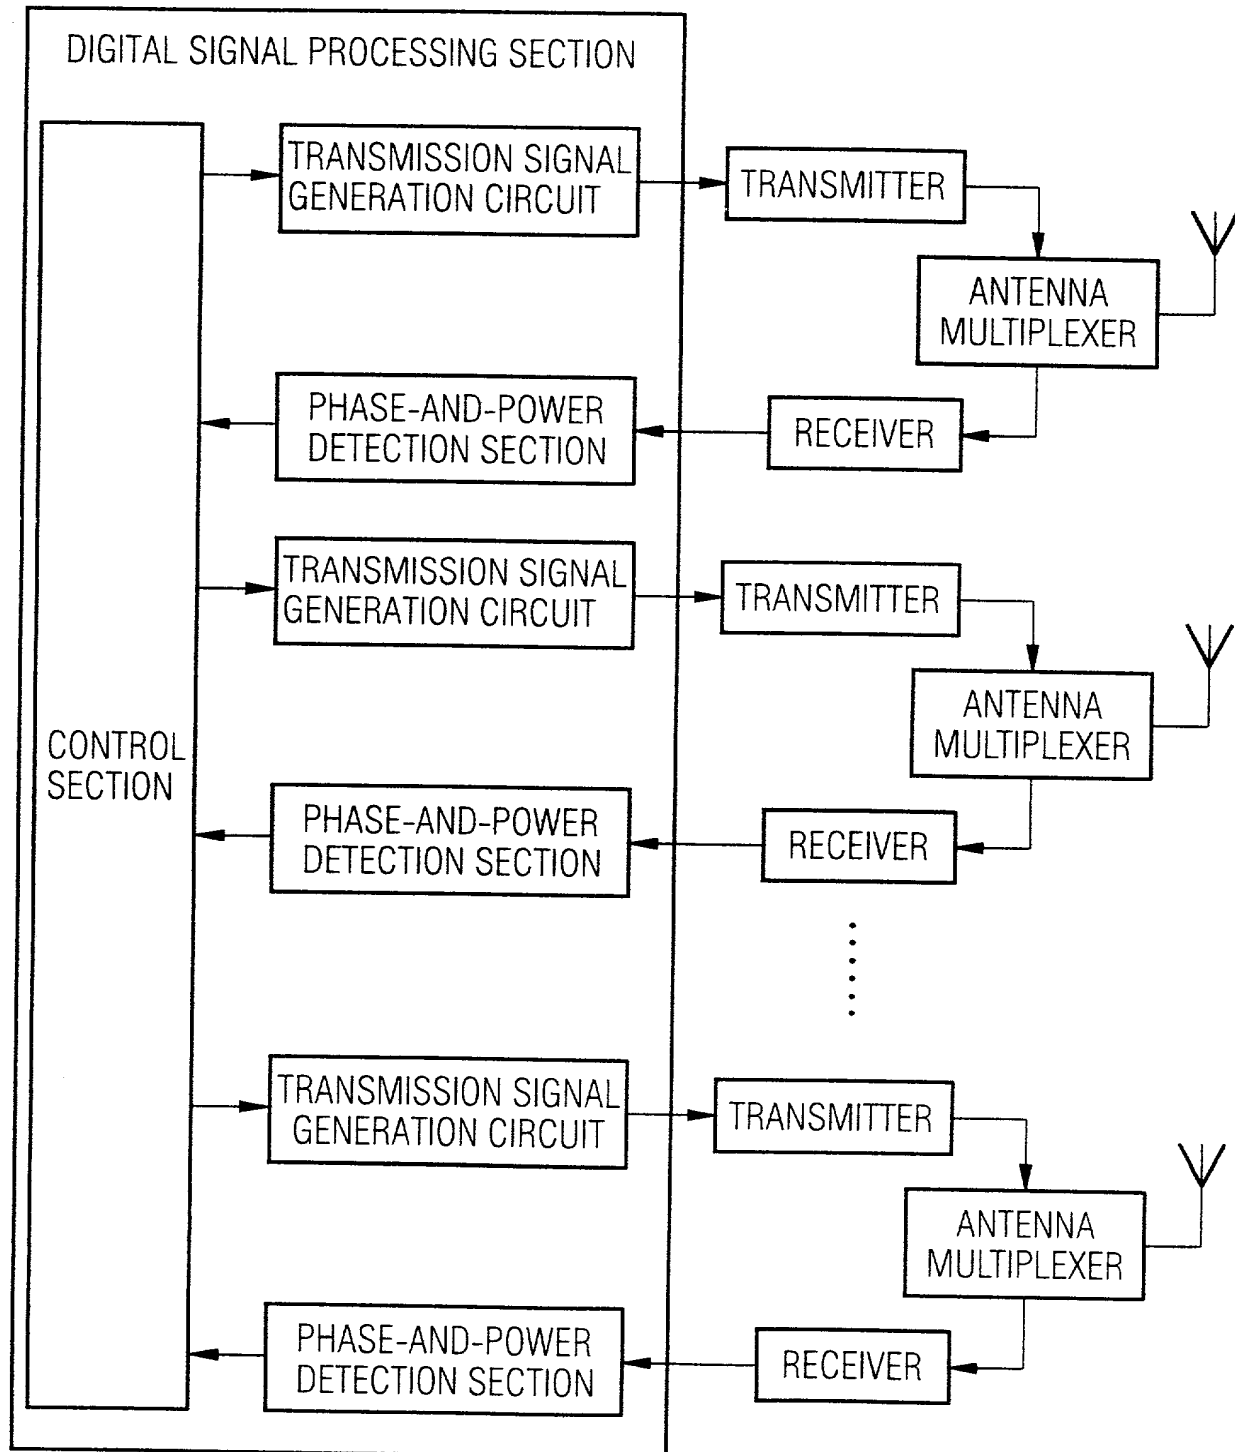 DIGITAL SIGNAL PROCESSING SECTION
TRANSMISSION SIGNAL
GENERATION CIRCUIT
TRANSMITTER
ANTENNA
MULTIPLEXER
PHASE-AND-POWER
DETECTION SECTION
RECEIVER
TRANSMISSION SIGNAL
GENERATION CIRCUIT
TRANSMITTER
ANTENNA
MULTIPLEXER
CONTROL
SECTION
PHASE-AND-POWER
DETECTION SECTION
RECEIVER
TRANSMISSION SIGNAL
GENERATION CIRCUIT
TRANSMITTER
ANTENNA
MULTIPLEXER
PHASE-AND-POWER
DETECTION SECTION
RECEIVER